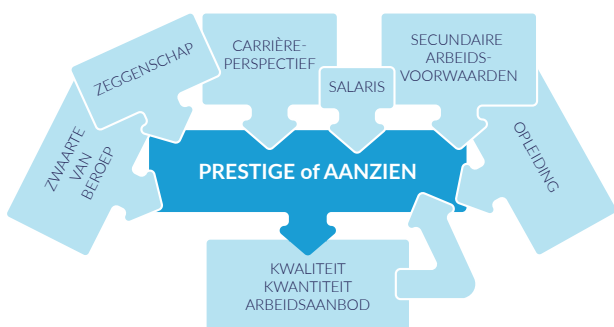 ZWAARTE
VAN
BEROEP
ZEGGENSCHAP
CARRIÈRE-
PERSPECTIEF
SALARIS
SECUNDAIRE
ARBEIDS-
VOORWAARDEN
OPLEIDING
PRESTIGE of AANZIEN
KWALITEIT
KWANTITEIT
ARBEIDSAANBOD